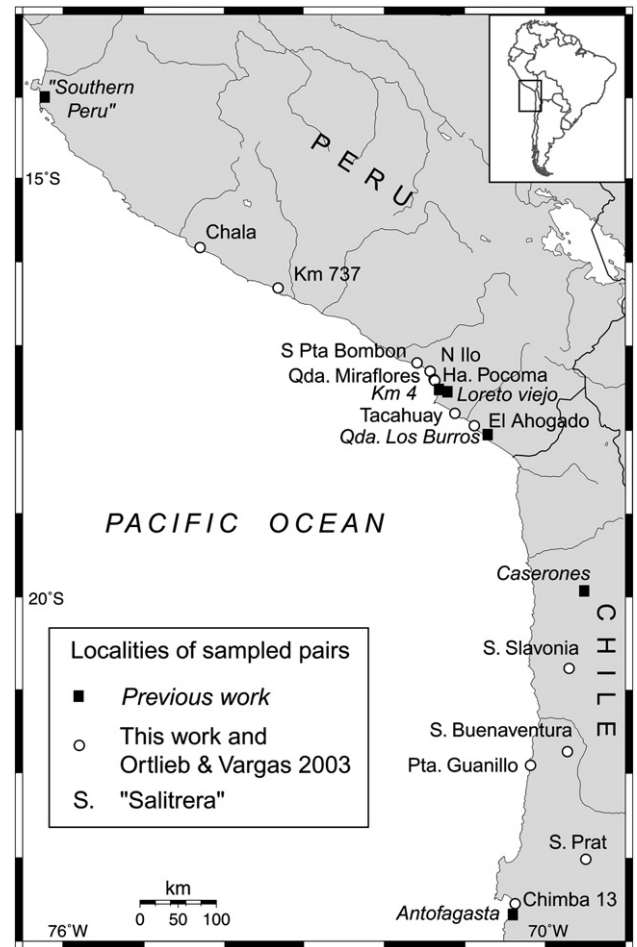 "Southern
Peru"
PERU
15°S
Chala
Km 737
S Pta Bombon
N Ilo
Qda. Miraflores
Ha. Pocoma
Km 4
Loreto viejo
Tacahuay
El Ahogado
Qda. Los Burros
PACIFIC OCEAN
Caserones
20°S
CHILE
Localities of sampled pairs
S. Slavonia
Previous work
S. Buenaventura
This work and
Ortlieb & Vargas 2003
Pta. Guanillo
S. "Salitrera"
S. Prat
km
0 50 100
Chimba 13
Antofagasta
76°W
70°W